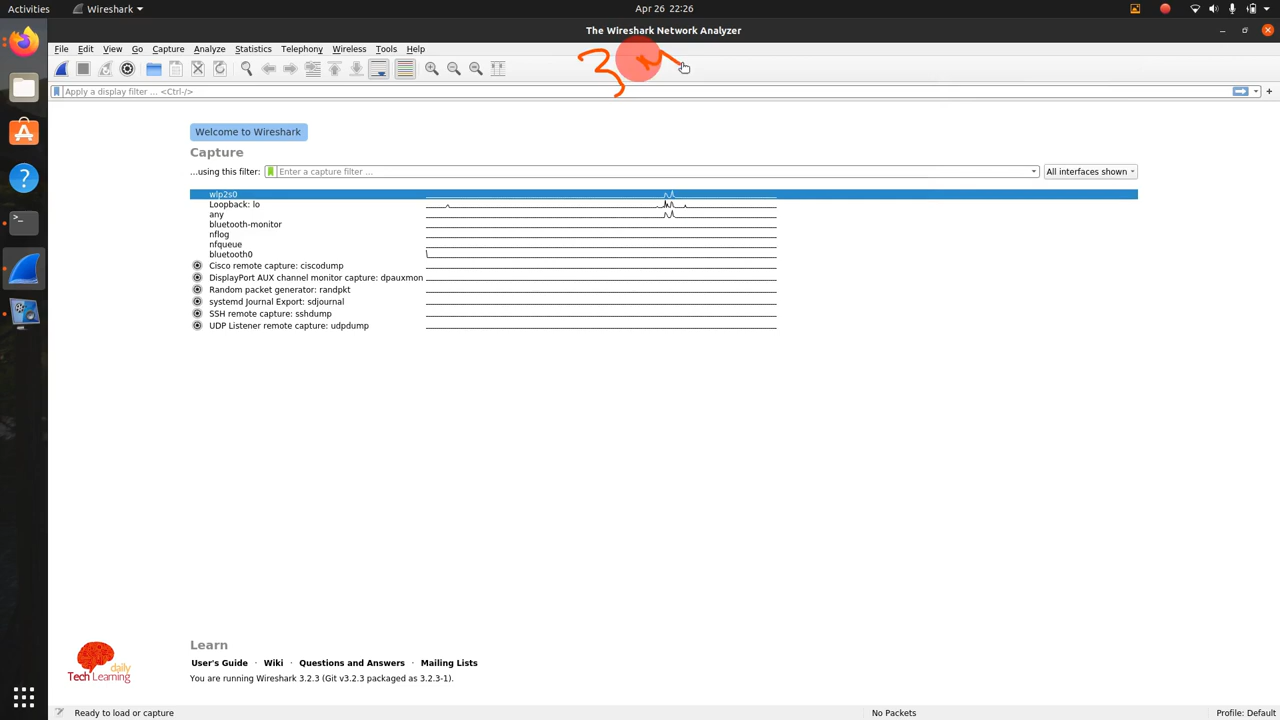 Activities Wireshark Apr 26 22:26
The Wireshark Network Analyzer
File Edit View Go Capture Analyze Statistics Telephony Wireless Tools Help
3
Apply a display filter ... <Ctrl-/>
Welcome to Wireshark
Capture
...using this filter: Enter a capture filter ... All interfaces shown
wlp2s0
Loopback: lo
any
bluetooth-monitor
nflog
nfqueue
bluetooth0
Cisco remote capture: ciscodump
DisplayPort AUX channel monitor capture: dpauxmon
Random packet generator: randpkt
systemd Journal Export: sdjournal
SSH remote capture: sshdump
UDP Listener remote capture: udpdump
Learn
User's Guide · Wiki · Questions and Answers · Mailing Lists
You are running Wireshark 3.2.3 (Git v3.2.3 packaged as 3.2.3-1).
daily
Tech Learning
Ready to load or capture No Packets Profile: Default